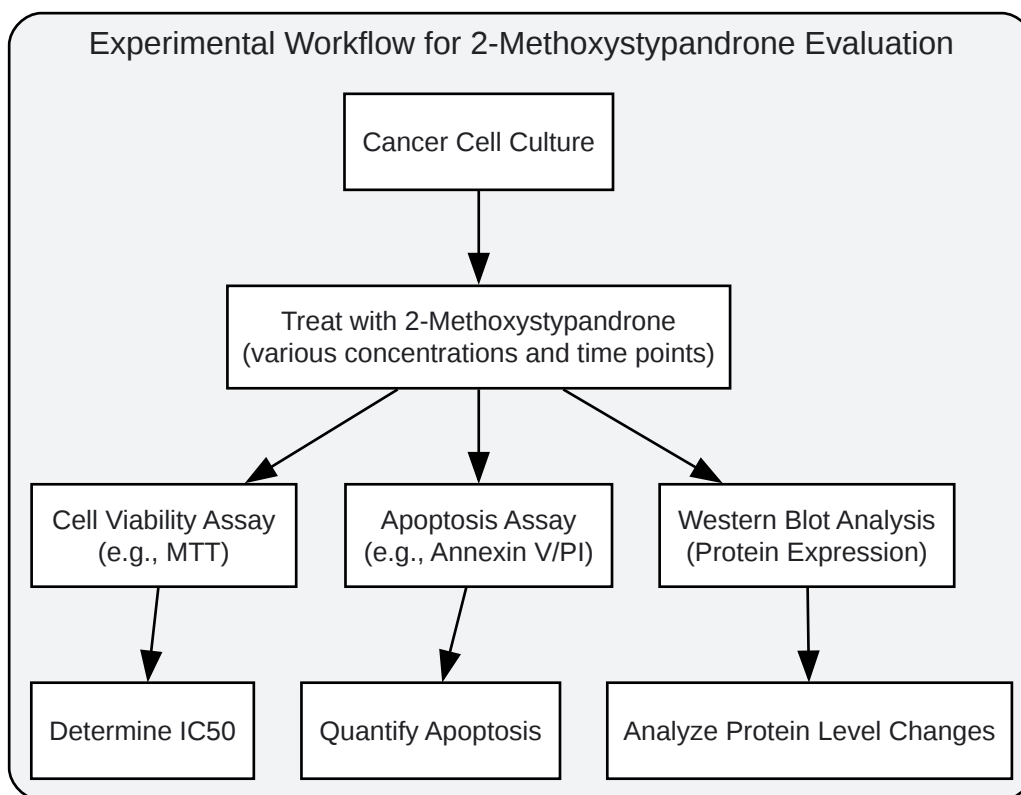 Experimental Workflow for 2-Methoxystypandrone Evaluation
Cancer Cell Culture
Treat with 2-Methoxystypandrone
(various concentrations and time points)
Cell Viability Assay
(e.g., MTT)
Apoptosis Assay
(e.g., Annexin V/PI)
Western Blot Analysis
(Protein Expression)
Determine IC50
Quantify Apoptosis
Analyze Protein Level Changes